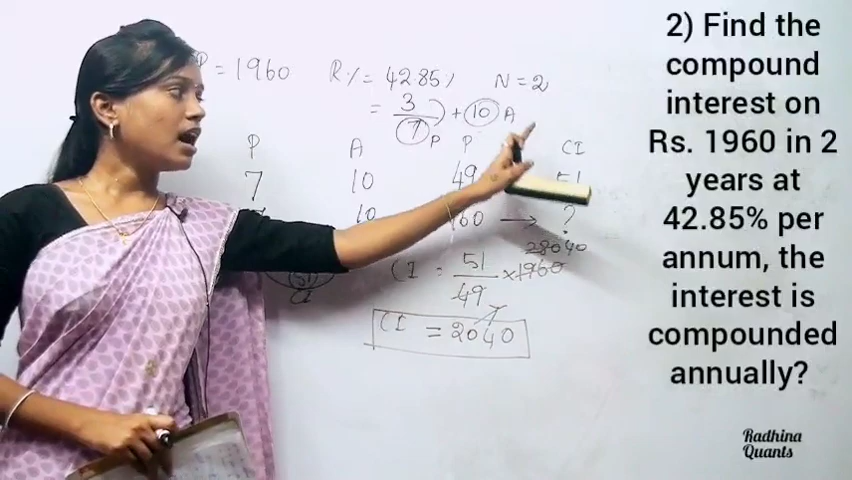 P = 1960 R% = 42.85% N = 2
= 3/7 P + 10 A
P A P CI
7 10 49 51
10 60 → ?
28040
CI = 51/49 × 1960
CI = 2040
2) Find the
compound
interest on
Rs. 1960 in 2
years at
42.85% per
annum, the
interest is
compounded
annually?
Radhina
Quants